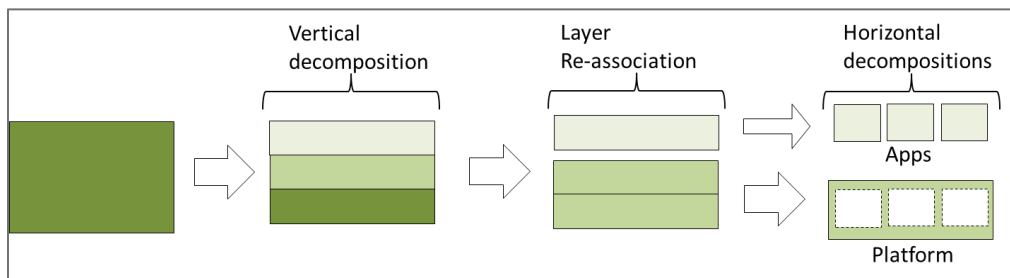 Vertical
decomposition
Layer
Re-association
Horizontal
decompositions
Apps
Platform